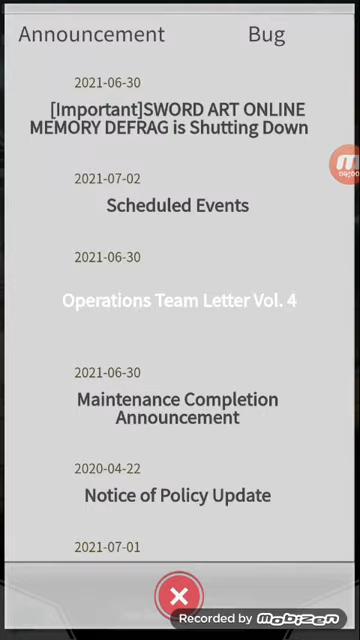 Announcement Bug
2021-06-30
[Important]SWORD ART ONLINE
MEMORY DEFRAG is Shutting Down
2021-07-02
Scheduled Events
2021-06-30
Operations Team Letter Vol. 4
2021-06-30
Maintenance Completion
Announcement
2020-04-22
Notice of Policy Update
2021-07-01
Recorded by MOBIZEN